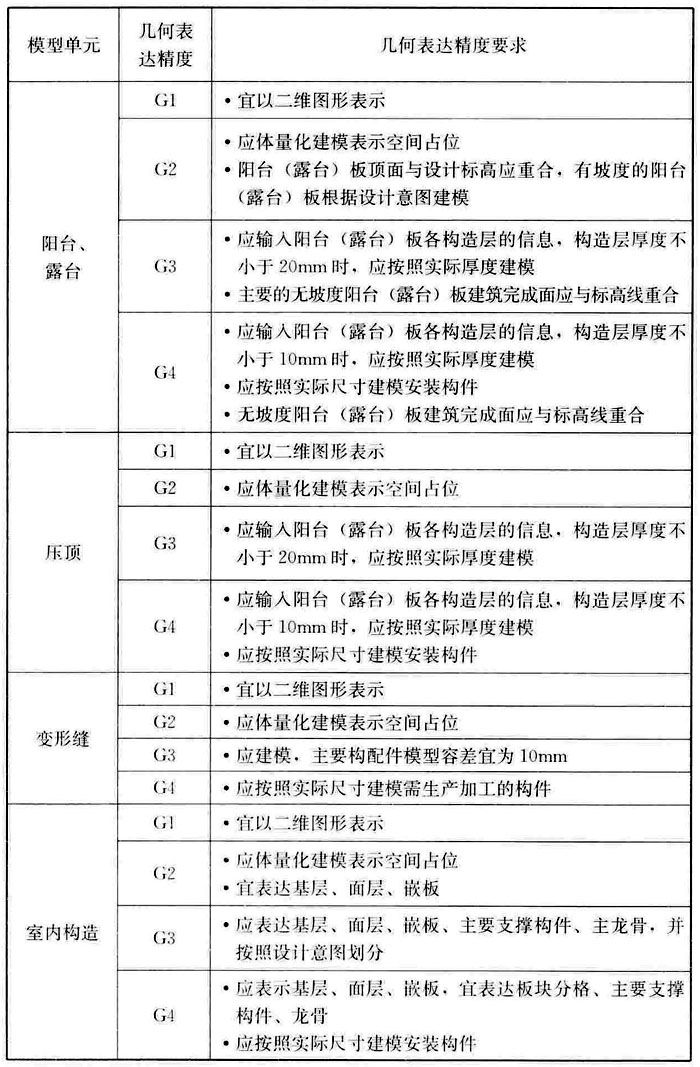 模型单元
几何表
达精度
几何表达精度要求
阳台、
露台
G1
•宜以二维图形表示
G2
•应体量化建模表示空间占位
•阳台（露台）板顶面与设计标高应重合，有坡度的阳台
（露台）板根据设计意图建模
G3
•应输入阳台（露台）板各构造层的信息，构造层厚度不
小于20mm时，应按照实际厚度建模
•主要的无坡度阳台（露台）板建筑完成面应与标高线重合
G4
•应输入阳台（露台）板各构造层的信息，构造层厚度不
小于10mm时，应按照实际厚度建模
•应按照实际尺寸建模安装构件
•无坡度阳台（露台）板建筑完成面应与标高线重合
压顶
G1
•宜以二维图形表示
G2
•应体量化建模表示空间占位
G3
•应输入阳台（露台）板各构造层的信息，构造层厚度不
小于20mm时，应按照实际厚度建模
G4
•应输入阳台（露台）板各构造层的信息，构造层厚度不
小于10mm时，应按照实际厚度建模
•应按照实际尺寸建模安装构件
变形缝
G1
•宜以二维图形表示
G2
•应体量化建模表示空间占位
G3
•应建模，主要构配件模型容差宜为10mm
G4
•应按照实际尺寸建模需生产加工的构件
室内构造
G1
•宜以二维图形表示
G2
•应体量化建模表示空间占位
•宜表达基层、面层、嵌板
G3
•应表达基层、面层、嵌板、主要支撑构件、主龙骨，并
按照设计意图划分
G4
•应表示基层、面层、嵌板，宜表达板块分格、主要支撑
构件、龙骨
•应按照实际尺寸建模安装构件